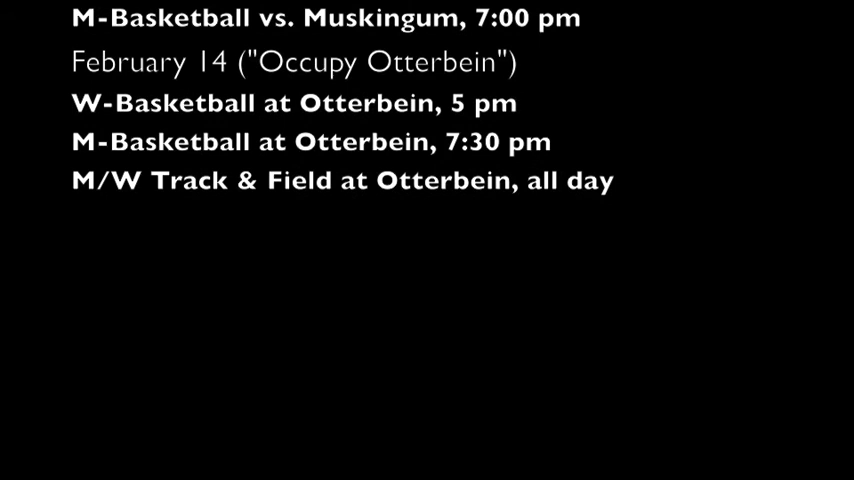 M-Basketball vs. Muskingum, 7:00 pm
February 14 ("Occupy Otterbein")
W-Basketball at Otterbein, 5 pm
M-Basketball at Otterbein, 7:30 pm
M/W Track & Field at Otterbein, all day